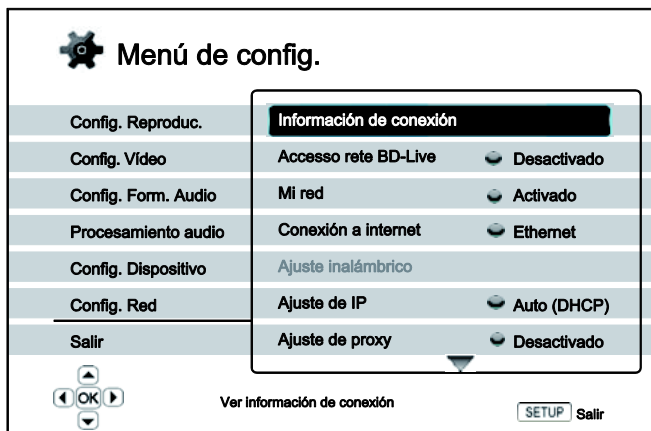 Menú de config.
Config. Reproduc.
Config. Vídeo
Config. Form. Audio
Procesamiento audio
Config. Dispositivo
Config. Red
Salir
Información de conexión
Accesso rete BD-Live Desactivado
Mi red Activado
Conexión a internet Ethernet
Ajuste inalámbrico
Ajuste de IP Auto (DHCP)
Ajuste de proxy Desactivado
OK
Ver información de conexión
SETUP Salir